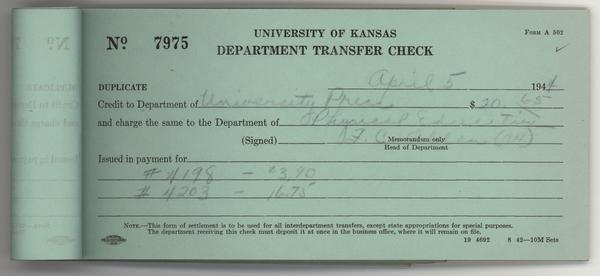 UNIVERSITY OF KANSAS
FORM A 502
No. 7975
DEPARTMENT TRANSFER CHECK
DUPLICATE April 5 1944
Credit to Department of University Press $ 20.65
and charge the same to the Department of Physical Education
(Signed) F. C. Allen (OH)
Memorandum only
Head of Department
Issued in payment for
# 4198 - $3.90
# 4203 - 16.75
NOTE.—This form of settlement is to be used for all interdepartment transfers, except state appropriations for special purposes.
The department receiving this check must deposit it at once in the business office, where it will remain on file.
19 4692 8 42—10M Sets